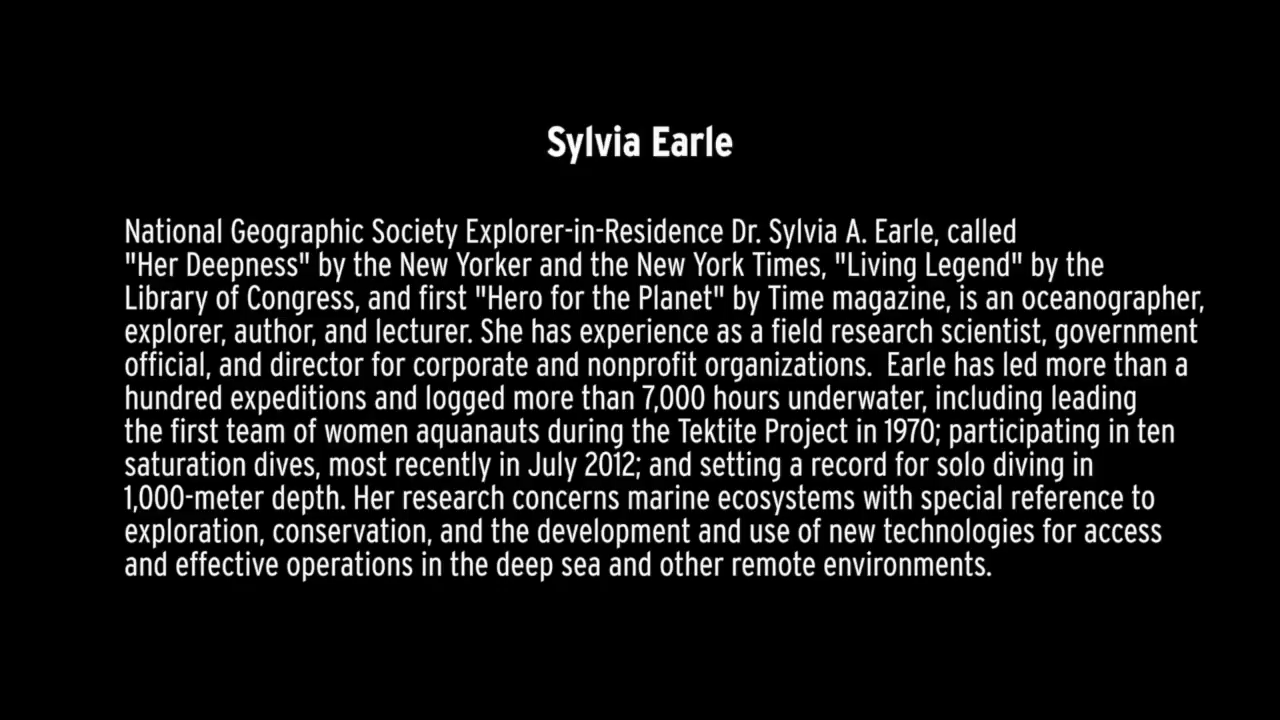 Sylvia Earle
National Geographic Society Explorer-in-Residence Dr. Sylvia A. Earle, called
"Her Deepness" by the New Yorker and the New York Times, "Living Legend" by the
Library of Congress, and first "Hero for the Planet" by Time magazine, is an oceanographer,
explorer, author, and lecturer. She has experience as a field research scientist, government
official, and director for corporate and nonprofit organizations.  Earle has led more than a
hundred expeditions and logged more than 7,000 hours underwater, including leading
the first team of women aquanauts during the Tektite Project in 1970; participating in ten
saturation dives, most recently in July 2012; and setting a record for solo diving in
1,000-meter depth. Her research concerns marine ecosystems with special reference to
exploration, conservation, and the development and use of new technologies for access
and effective operations in the deep sea and other remote environments.